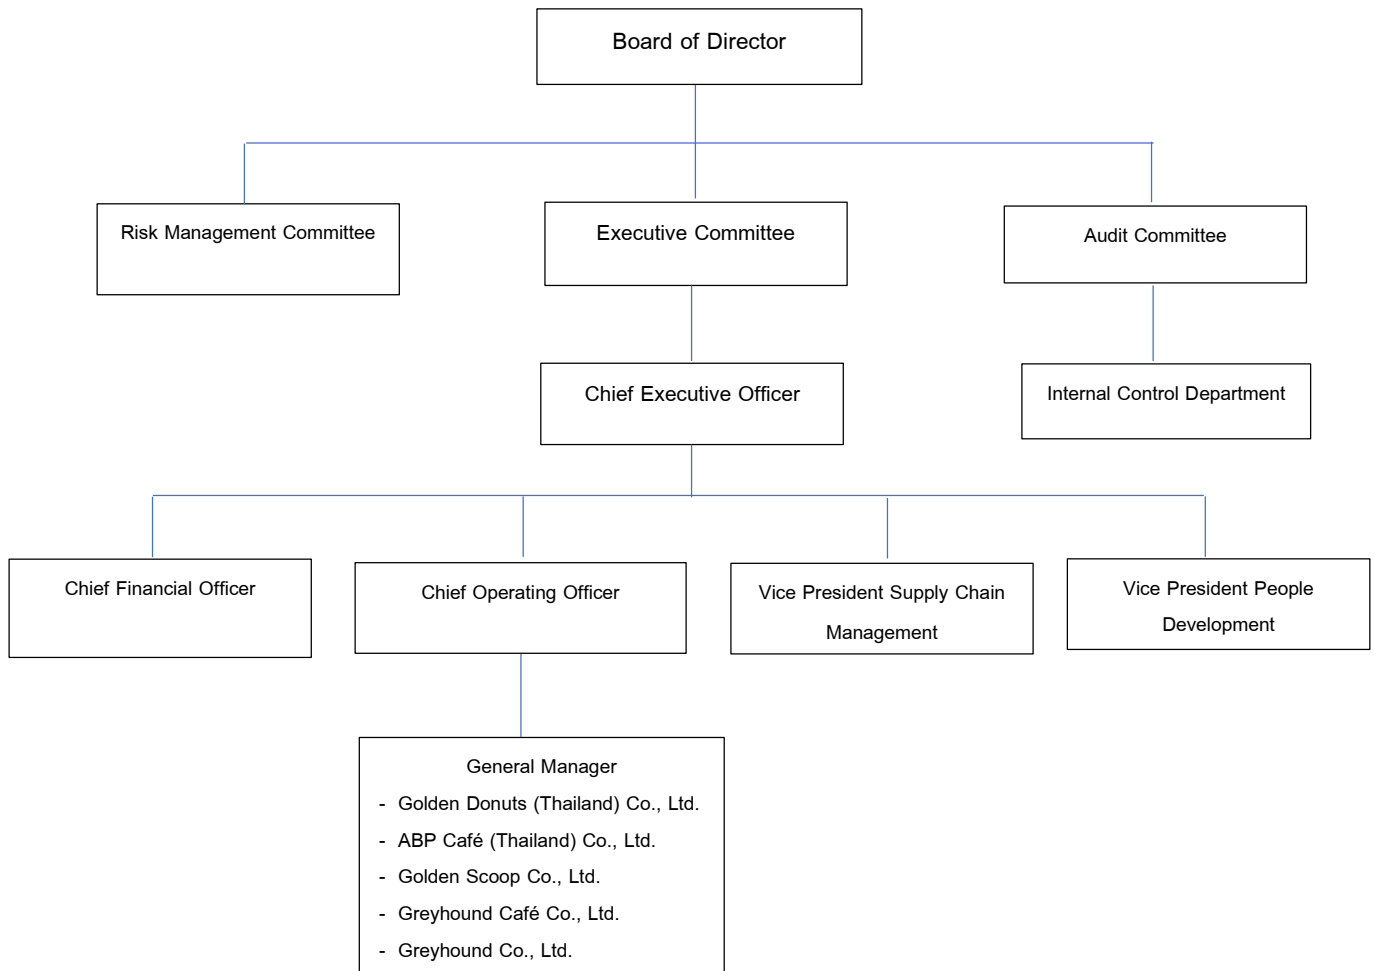 Board of Director
Risk Management Committee
Executive Committee
Audit Committee
Chief Executive Officer
Internal Control Department
Chief Financial Officer
Chief Operating Officer
Vice President Supply Chain
Management
Vice President People
Development
General Manager
- Golden Donuts (Thailand) Co., Ltd.
- ABP Café (Thailand) Co., Ltd.
- Golden Scoop Co., Ltd.
- Greyhound Café Co., Ltd.
- Greyhound Co., Ltd.